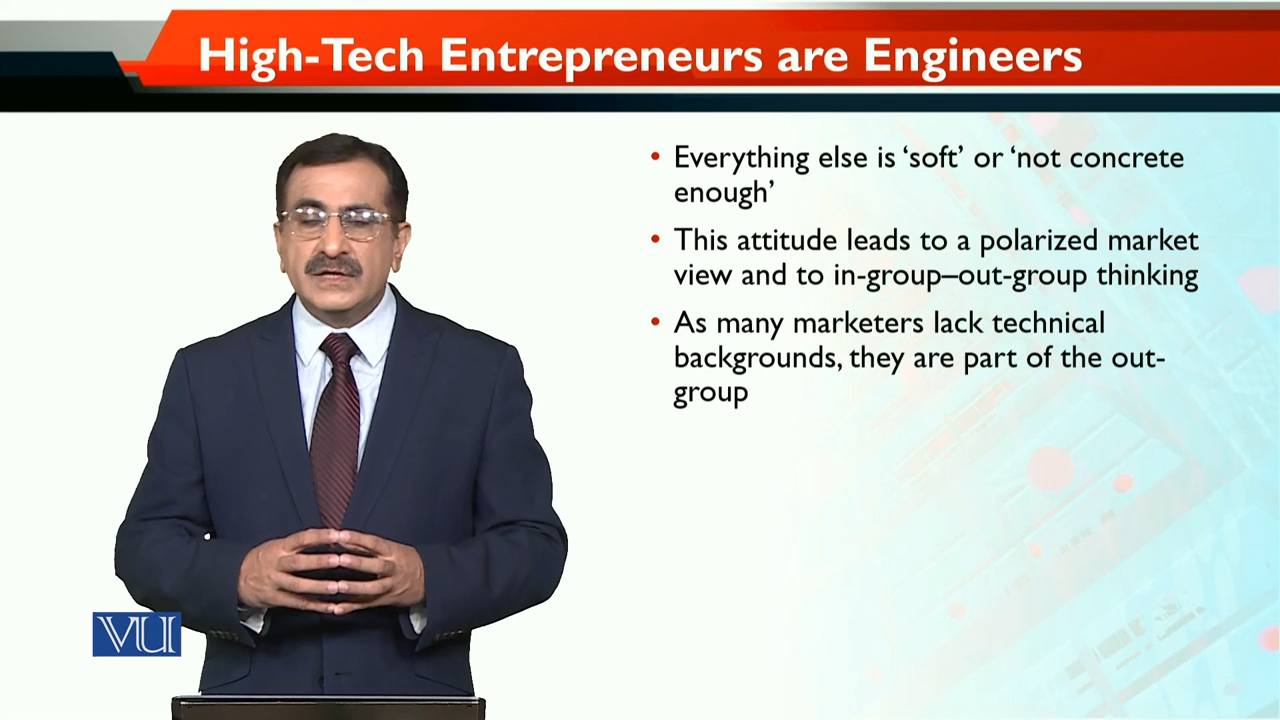 High-Tech Entrepreneurs are Engineers
• Everything else is ‘soft’ or ‘not concrete
enough’
• This attitude leads to a polarized market
view and to in-group–out-group thinking
• As many marketers lack technical
backgrounds, they are part of the out-
group
VU